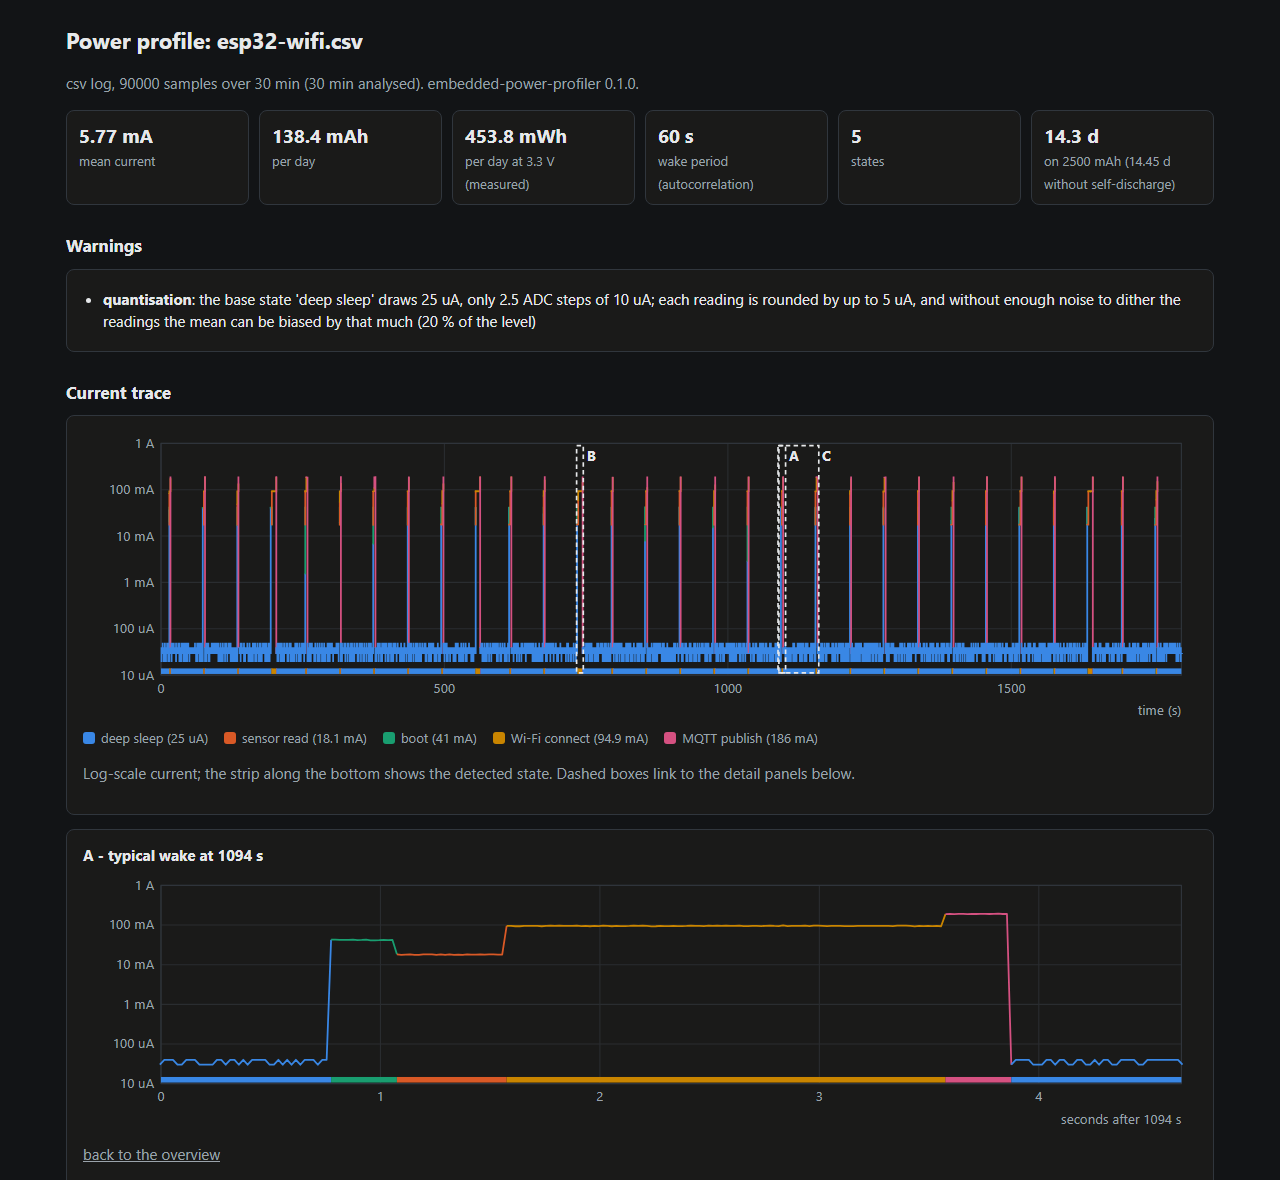 Power profile: esp32-wifi.csv
csv log, 90000 samples over 30 min (30 min analysed). embedded-power-profiler 0.1.0.
5.77 mA
mean current
138.4 mAh
per day
453.8 mWh
per day at 3.3 V
(measured)
60 s
wake period
(autocorrelation)
5
states
14.3 d
on 2500 mAh (14.45 d
without self-discharge)
Warnings
• quantisation: the base state 'deep sleep' draws 25 uA, only 2.5 ADC steps of 10 uA; each reading is rounded by up to 5 uA, and without enough noise to dither the
readings the mean can be biased by that much (20 % of the level)
Current trace
1 A
100 mA
10 mA
1 mA
100 uA
10 uA
B
A
C
0
500
1000
1500
time (s)
deep sleep (25 uA) sensor read (18.1 mA) boot (41 mA) Wi-Fi connect (94.9 mA) MQTT publish (186 mA)
Log-scale current; the strip along the bottom shows the detected state. Dashed boxes link to the detail panels below.
A - typical wake at 1094 s
1 A
100 mA
10 mA
1 mA
100 uA
10 uA
0
1
2
3
4
seconds after 1094 s
back to the overview